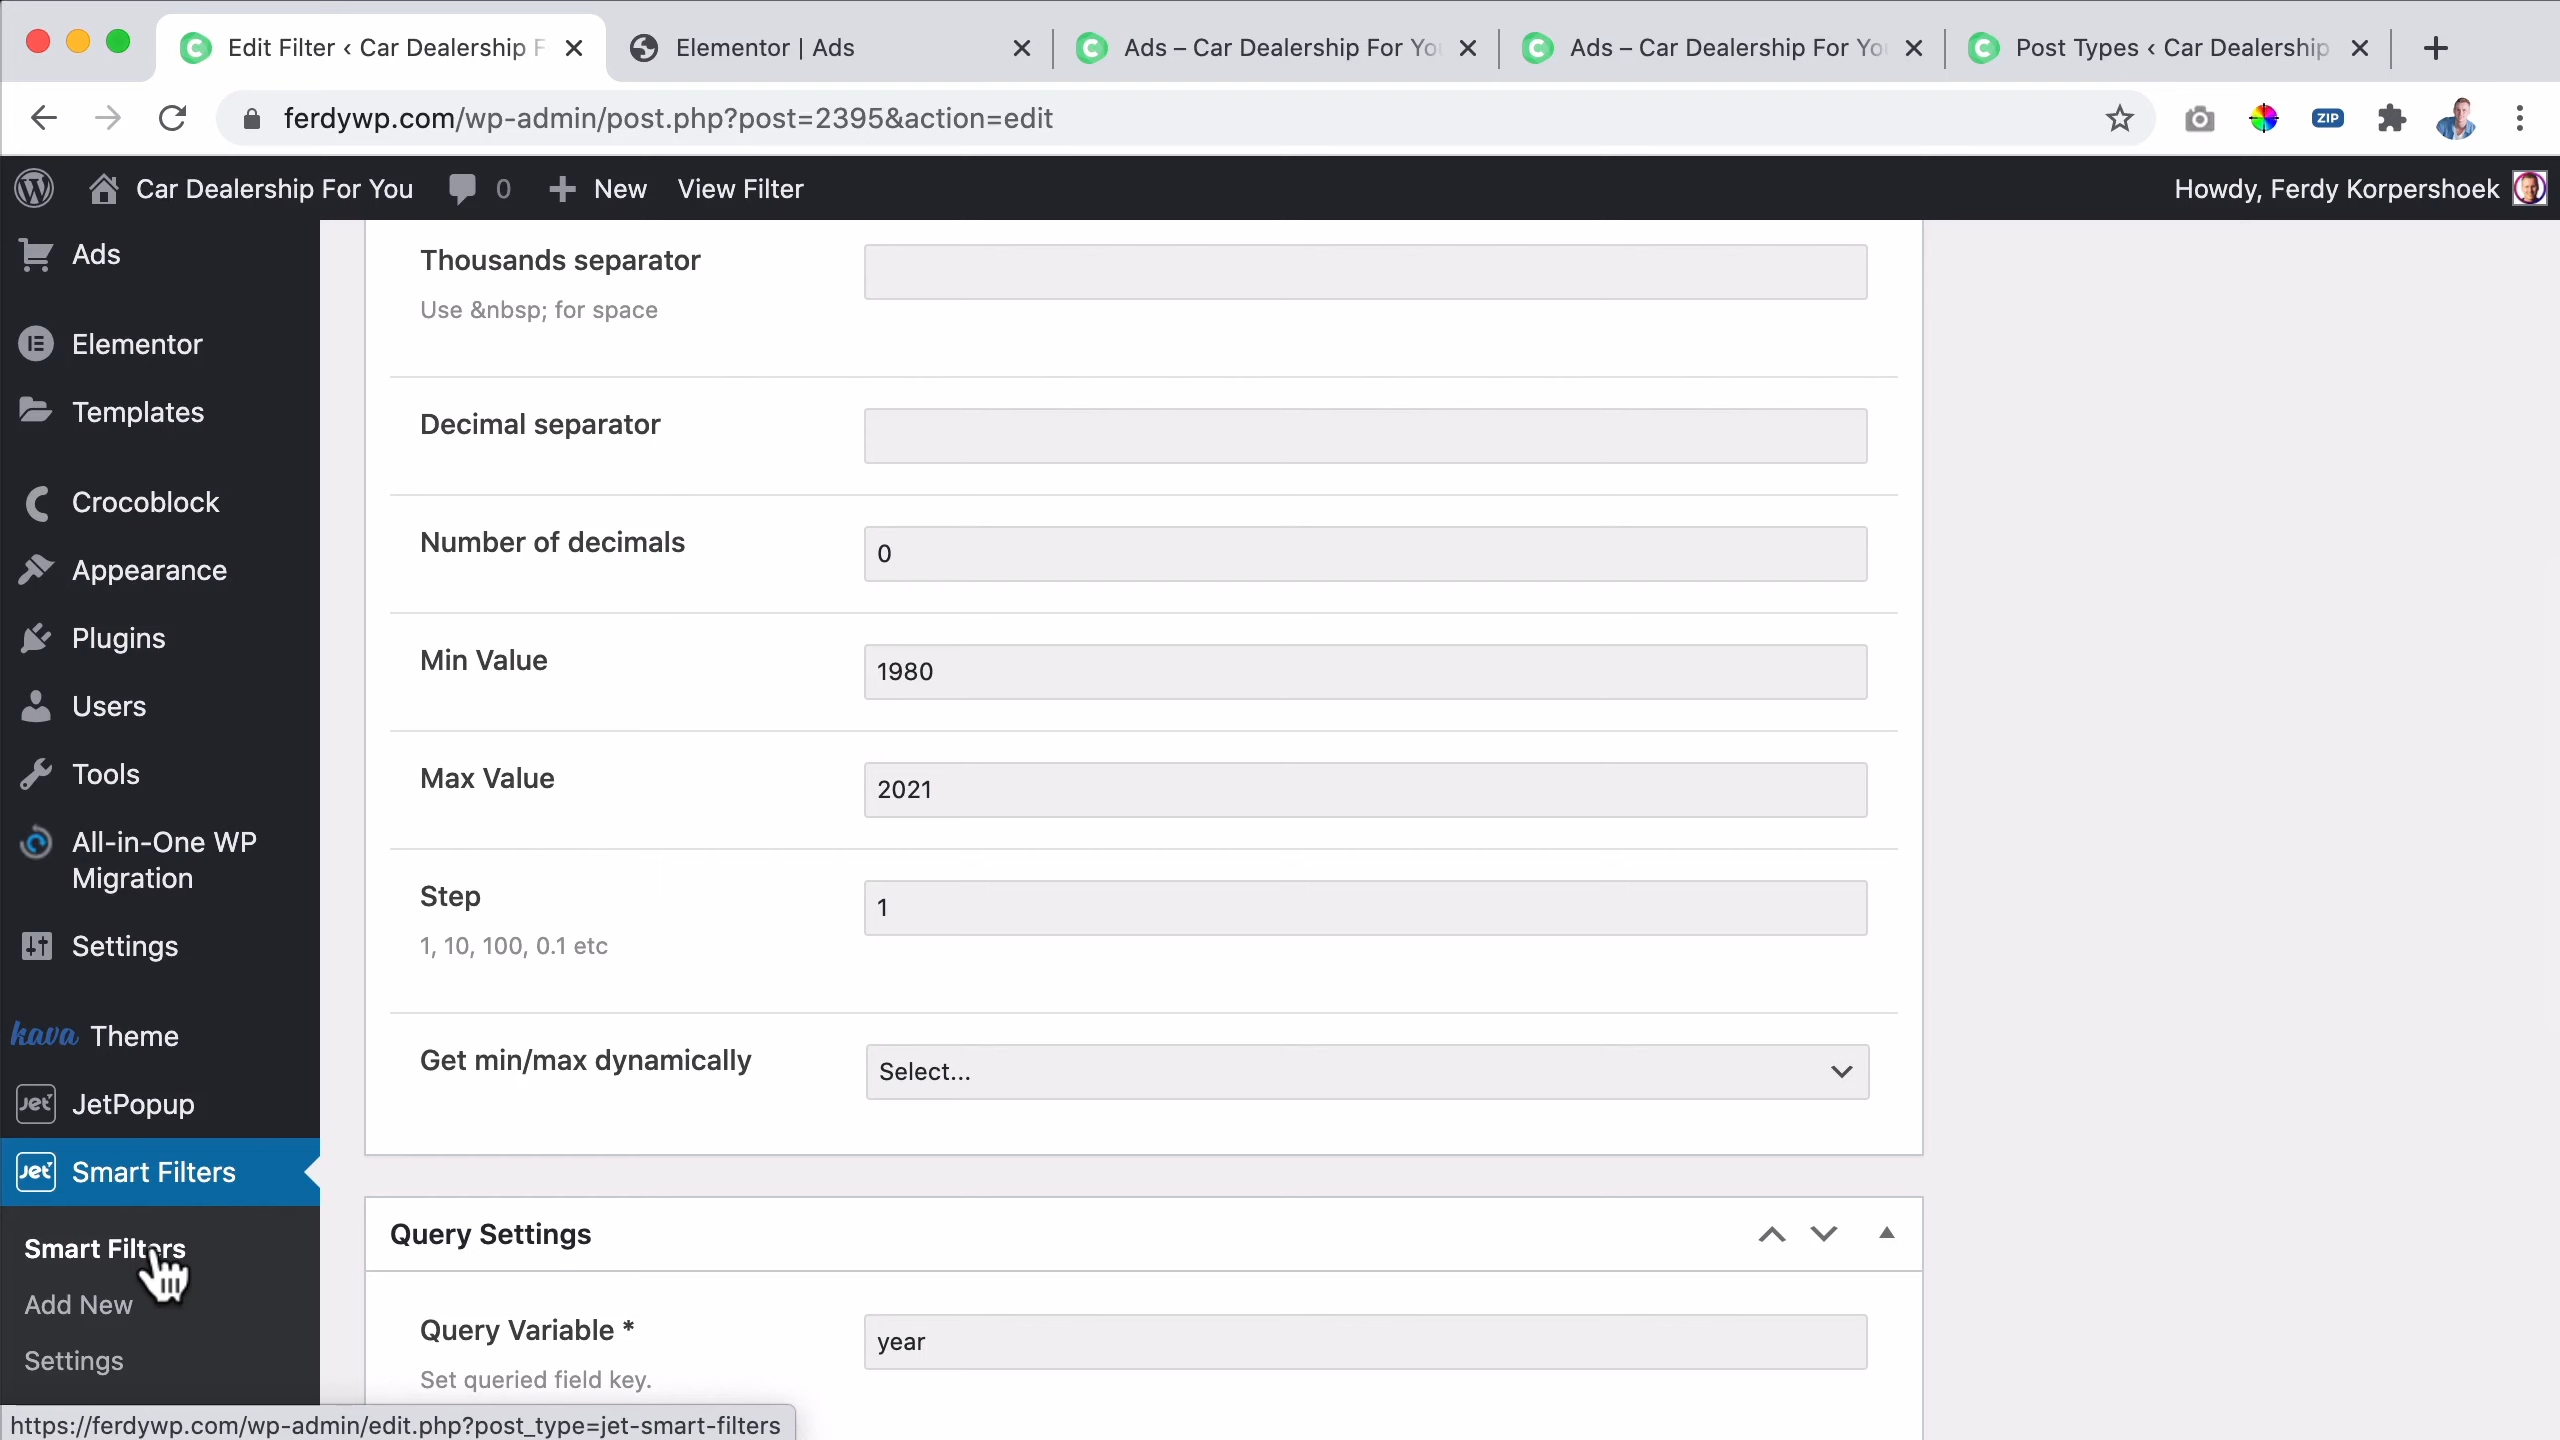 Edit Filter ‹ Car Dealership F
Elementor | Ads
Ads – Car Dealership For You
Ads – Car Dealership For You
Post Types ‹ Car Dealership
ferdywp.com/wp-admin/post.php?post=2395&action=edit
ZIP
Car Dealership For You
0
New
View Filter
Howdy, Ferdy Korpershoek
Ads
Elementor
Templates
Crocoblock
Appearance
Plugins
Users
Tools
All-in-One WP
Migration
Settings
kava Theme
Jet JetPopup
Jet Smart Filters
Smart Filters
Add New
Settings
Thousands separator
Use &nbsp; for space
Decimal separator
Number of decimals
0
Min Value
1980
Max Value
2021
Step
1
1, 10, 100, 0.1 etc
Get min/max dynamically
Select...
Query Settings
Query Variable *
year
Set queried field key.
https://ferdywp.com/wp-admin/edit.php?post_type=jet-smart-filters